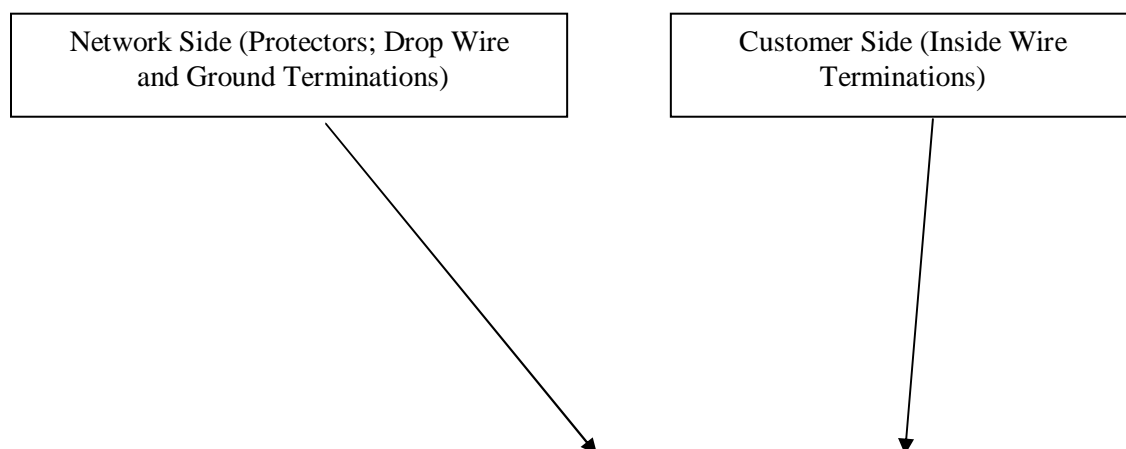 Network Side (Protectors; Drop Wire
and Ground Terminations)
Customer Side (Inside Wire
Terminations)